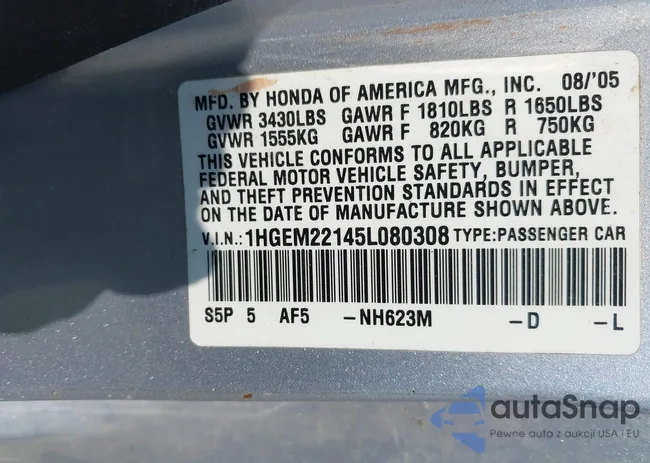 MFD. BY HONDA OF AMERICA MFG., INC. 08/'05
GVWR 3430LBS GAWR F 1810LBS R 1650LBS
GVWR 1555KG GAWR F 820KG R 750KG
THIS VEHICLE CONFORMS TO ALL APPLICABLE
FEDERAL MOTOR VEHICLE SAFETY, BUMPER,
AND THEFT PREVENTION STANDARDS IN EFFECT
ON THE DATE OF MANUFACTURE SHOWN ABOVE.
V.I.N.: 1HGEM22145L080308 TYPE:PASSENGER CAR
S5P 5 AF5 -NH623M -D -L
autaSnap
Pewne auta z aukcji USA i EU